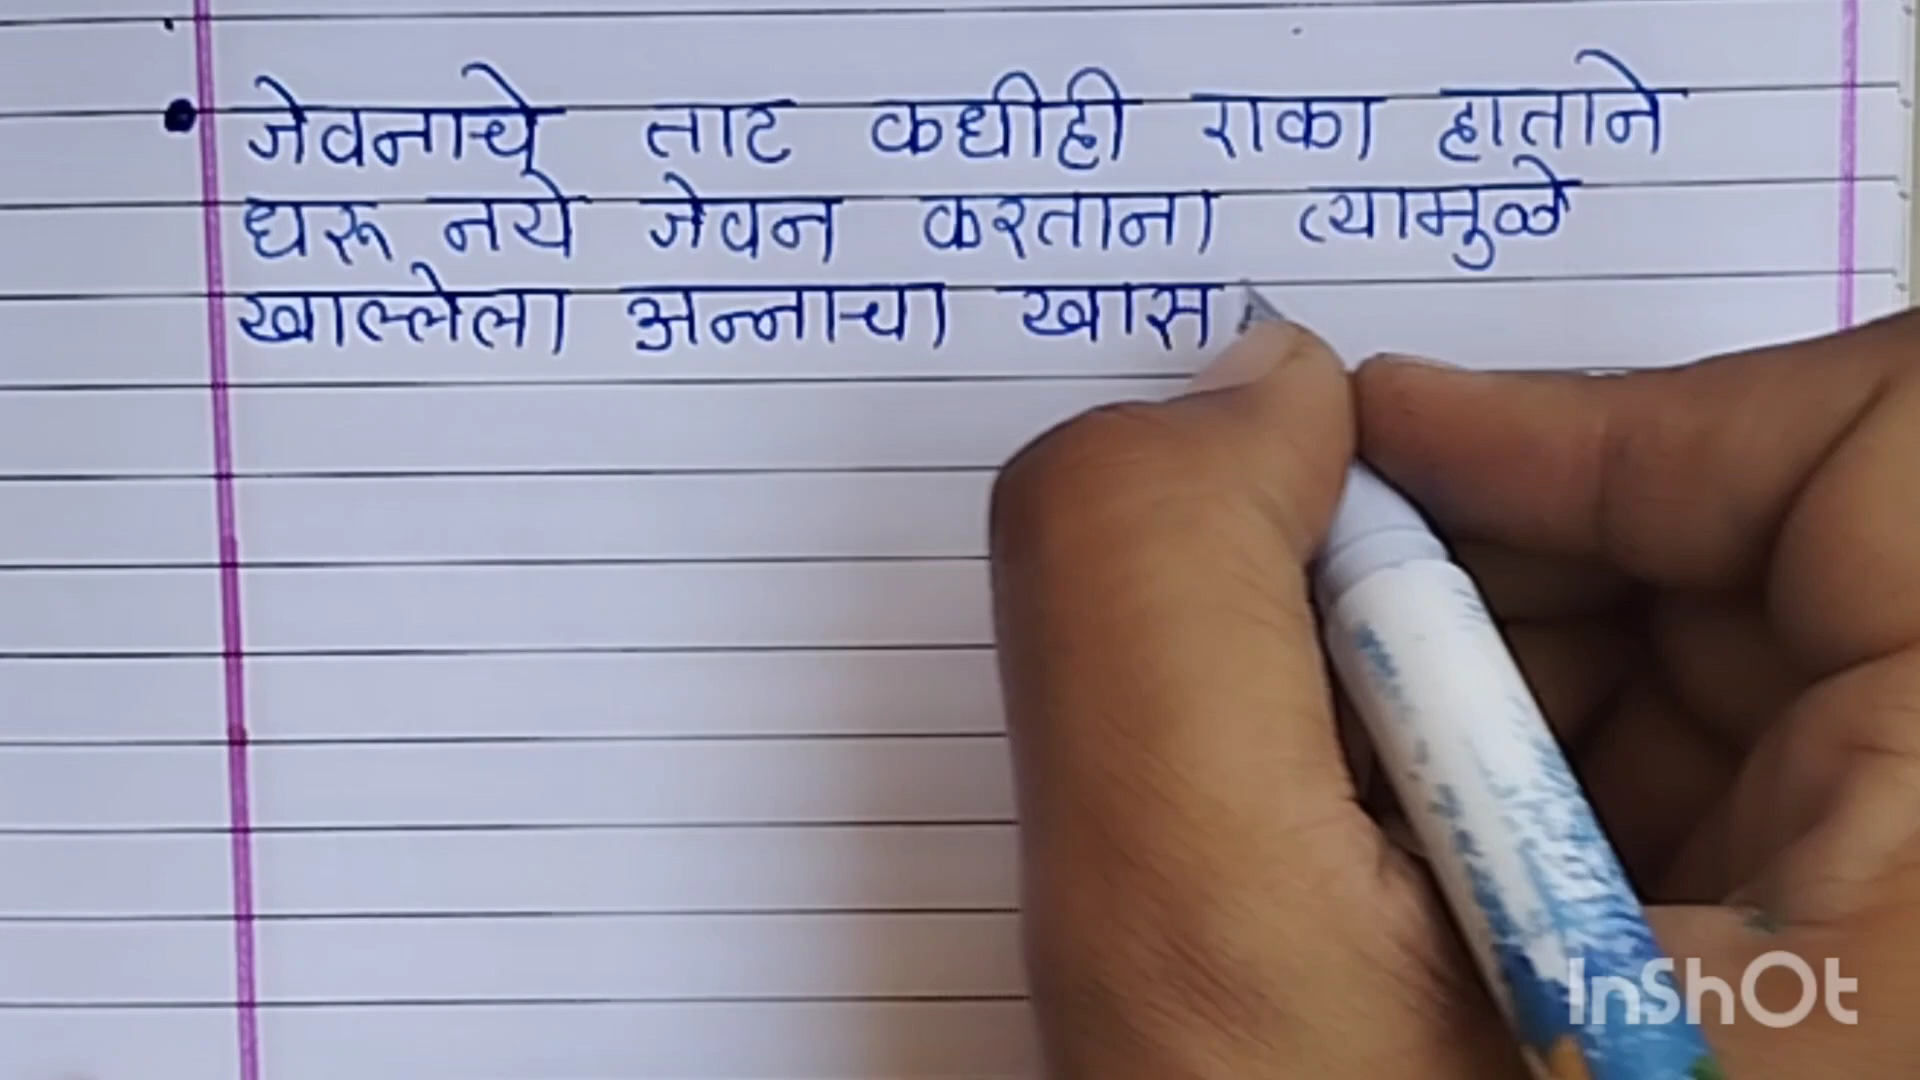 जेवनाचे ताट कधीही राका हाताने
धरू नये जेवन करताना त्यामुळे
खाल्लेला अन्नाचा खास
InShOt